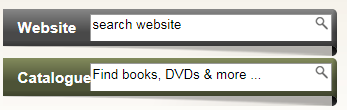 Website search website
Catalogue Find books, DVDs & more ...